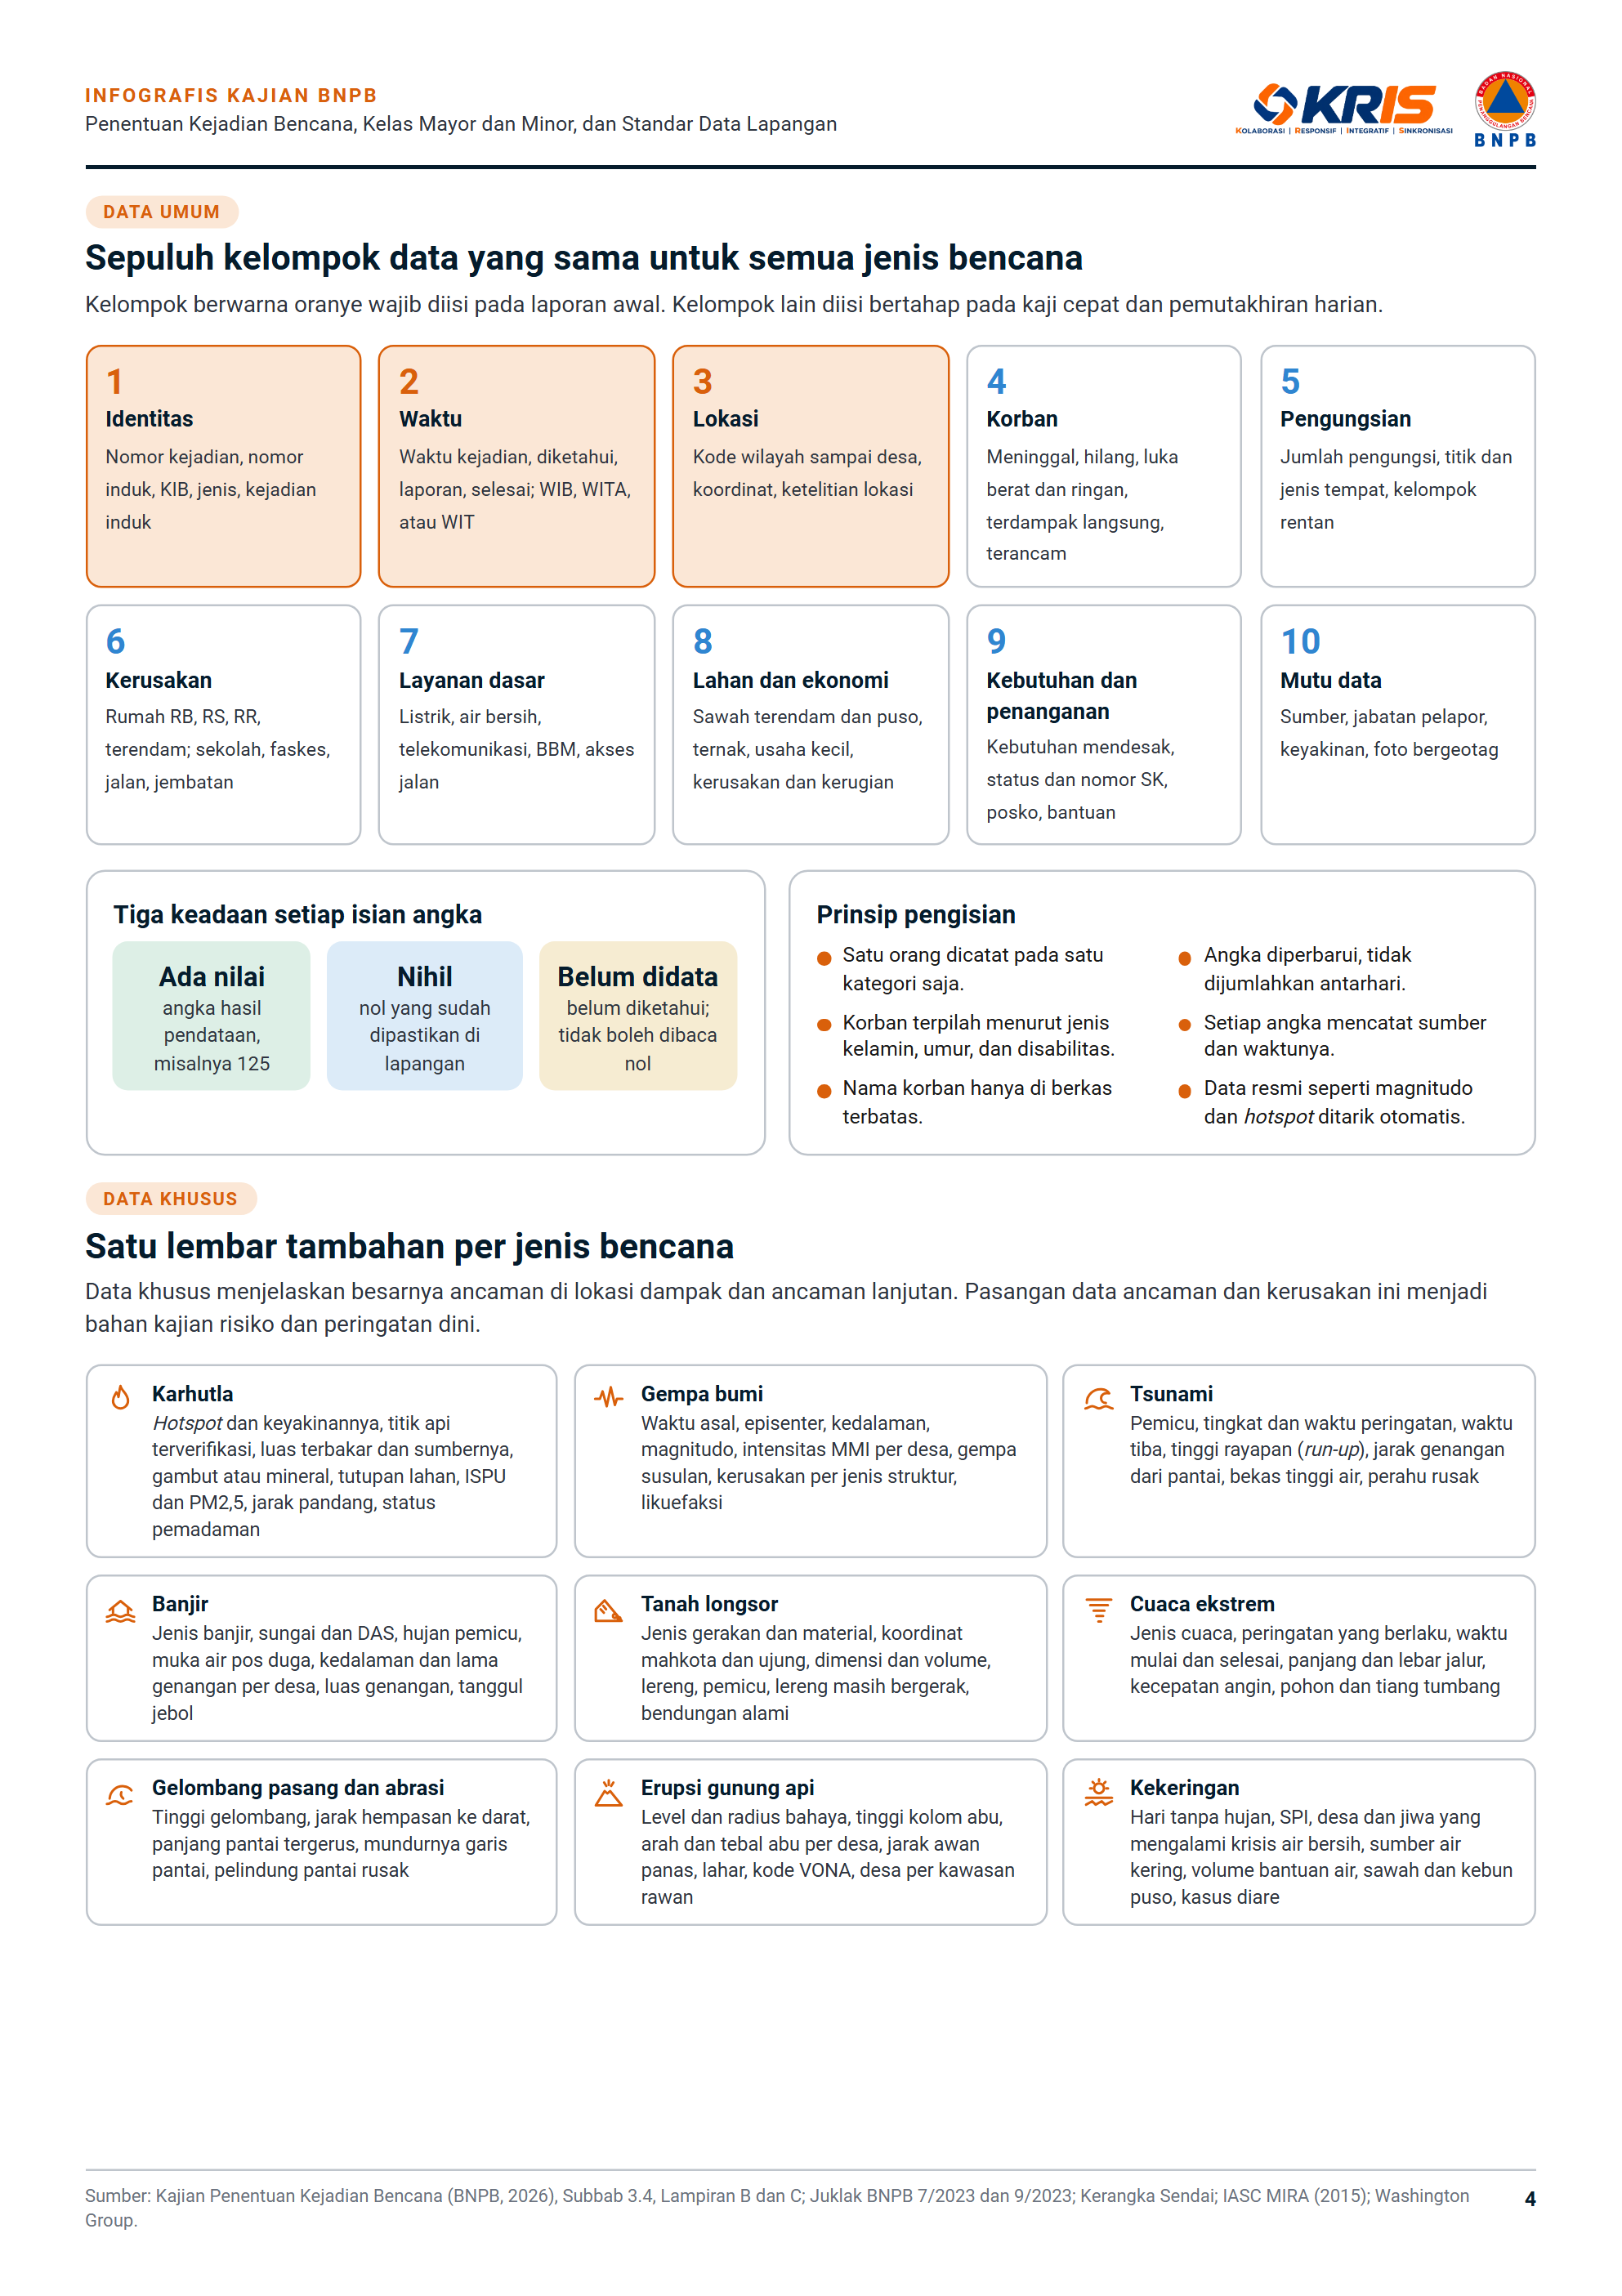 INFOGRAFIS KAJIAN BNPB
Penentuan Kejadian Bencana, Kelas Mayor dan Minor, dan Standar Data Lapangan
KRIS
KOLABORASI | RESPONSIF | INTEGRATIF | SINKRONISASI
BADAN NASIONAL
PENANGGULANGAN BENCANA
BNPB
DATA UMUM
Sepuluh kelompok data yang sama untuk semua jenis bencana
Kelompok berwarna oranye wajib diisi pada laporan awal. Kelompok lain diisi bertahap pada kaji cepat dan pemutakhiran harian.
1
Identitas
Nomor kejadian, nomor
induk, KIB, jenis, kejadian
induk
2
Waktu
Waktu kejadian, diketahui,
laporan, selesai; WIB, WITA,
atau WIT
3
Lokasi
Kode wilayah sampai desa,
koordinat, ketelitian lokasi
4
Korban
Meninggal, hilang, luka
berat dan ringan,
terdampak langsung,
terancam
5
Pengungsian
Jumlah pengungsi, titik dan
jenis tempat, kelompok
rentan
6
Kerusakan
Rumah RB, RS, RR,
terendam; sekolah, faskes,
jalan, jembatan
7
Layanan dasar
Listrik, air bersih,
telekomunikasi, BBM, akses
jalan
8
Lahan dan ekonomi
Sawah terendam dan puso,
ternak, usaha kecil,
kerusakan dan kerugian
9
Kebutuhan dan
penanganan
Kebutuhan mendesak,
status dan nomor SK,
posko, bantuan
10
Mutu data
Sumber, jabatan pelapor,
keyakinan, foto bergeotag
Tiga keadaan setiap isian angka
Ada nilai
angka hasil
pendataan,
misalnya 125
Nihil
nol yang sudah
dipastikan di
lapangan
Belum didata
belum diketahui;
tidak boleh dibaca
nol
Prinsip pengisian
Satu orang dicatat pada satu
kategori saja.
Korban terpilah menurut jenis
kelamin, umur, dan disabilitas.
Nama korban hanya di berkas
terbatas.
Angka diperbarui, tidak
dijumlahkan antarhari.
Setiap angka mencatat sumber
dan waktunya.
Data resmi seperti magnitudo
dan hotspot ditarik otomatis.
DATA KHUSUS
Satu lembar tambahan per jenis bencana
Data khusus menjelaskan besarnya ancaman di lokasi dampak dan ancaman lanjutan. Pasangan data ancaman dan kerusakan ini menjadi
bahan kajian risiko dan peringatan dini.
Karhutla
Hotspot dan keyakinannya, titik api
terverifikasi, luas terbakar dan sumbernya,
gambut atau mineral, tutupan lahan, ISPU
dan PM2,5, jarak pandang, status
pemadaman
Gempa bumi
Waktu asal, episenter, kedalaman,
magnitudo, intensitas MMI per desa, gempa
susulan, kerusakan per jenis struktur,
likuefaksi
Tsunami
Pemicu, tingkat dan waktu peringatan, waktu
tiba, tinggi rayapan (run-up), jarak genangan
dari pantai, bekas tinggi air, perahu rusak
Banjir
Jenis banjir, sungai dan DAS, hujan pemicu,
muka air pos duga, kedalaman dan lama
genangan per desa, luas genangan, tanggul
jebol
Tanah longsor
Jenis gerakan dan material, koordinat
mahkota dan ujung, dimensi dan volume,
lereng, pemicu, lereng masih bergerak,
bendungan alami
Cuaca ekstrem
Jenis cuaca, peringatan yang berlaku, waktu
mulai dan selesai, panjang dan lebar jalur,
kecepatan angin, pohon dan tiang tumbang
Gelombang pasang dan abrasi
Tinggi gelombang, jarak hempasan ke darat,
panjang pantai tergerus, mundurnya garis
pantai, pelindung pantai rusak
Erupsi gunung api
Level dan radius bahaya, tinggi kolom abu,
arah dan tebal abu per desa, jarak awan
panas, lahar, kode VONA, desa per kawasan
rawan
Kekeringan
Hari tanpa hujan, SPI, desa dan jiwa yang
mengalami krisis air bersih, sumber air
kering, volume bantuan air, sawah dan kebun
puso, kasus diare
Sumber: Kajian Penentuan Kejadian Bencana (BNPB, 2026), Subbab 3.4, Lampiran B dan C; Juklak BNPB 7/2023 dan 9/2023; Kerangka Sendai; IASC MIRA (2015); Washington
Group.
4